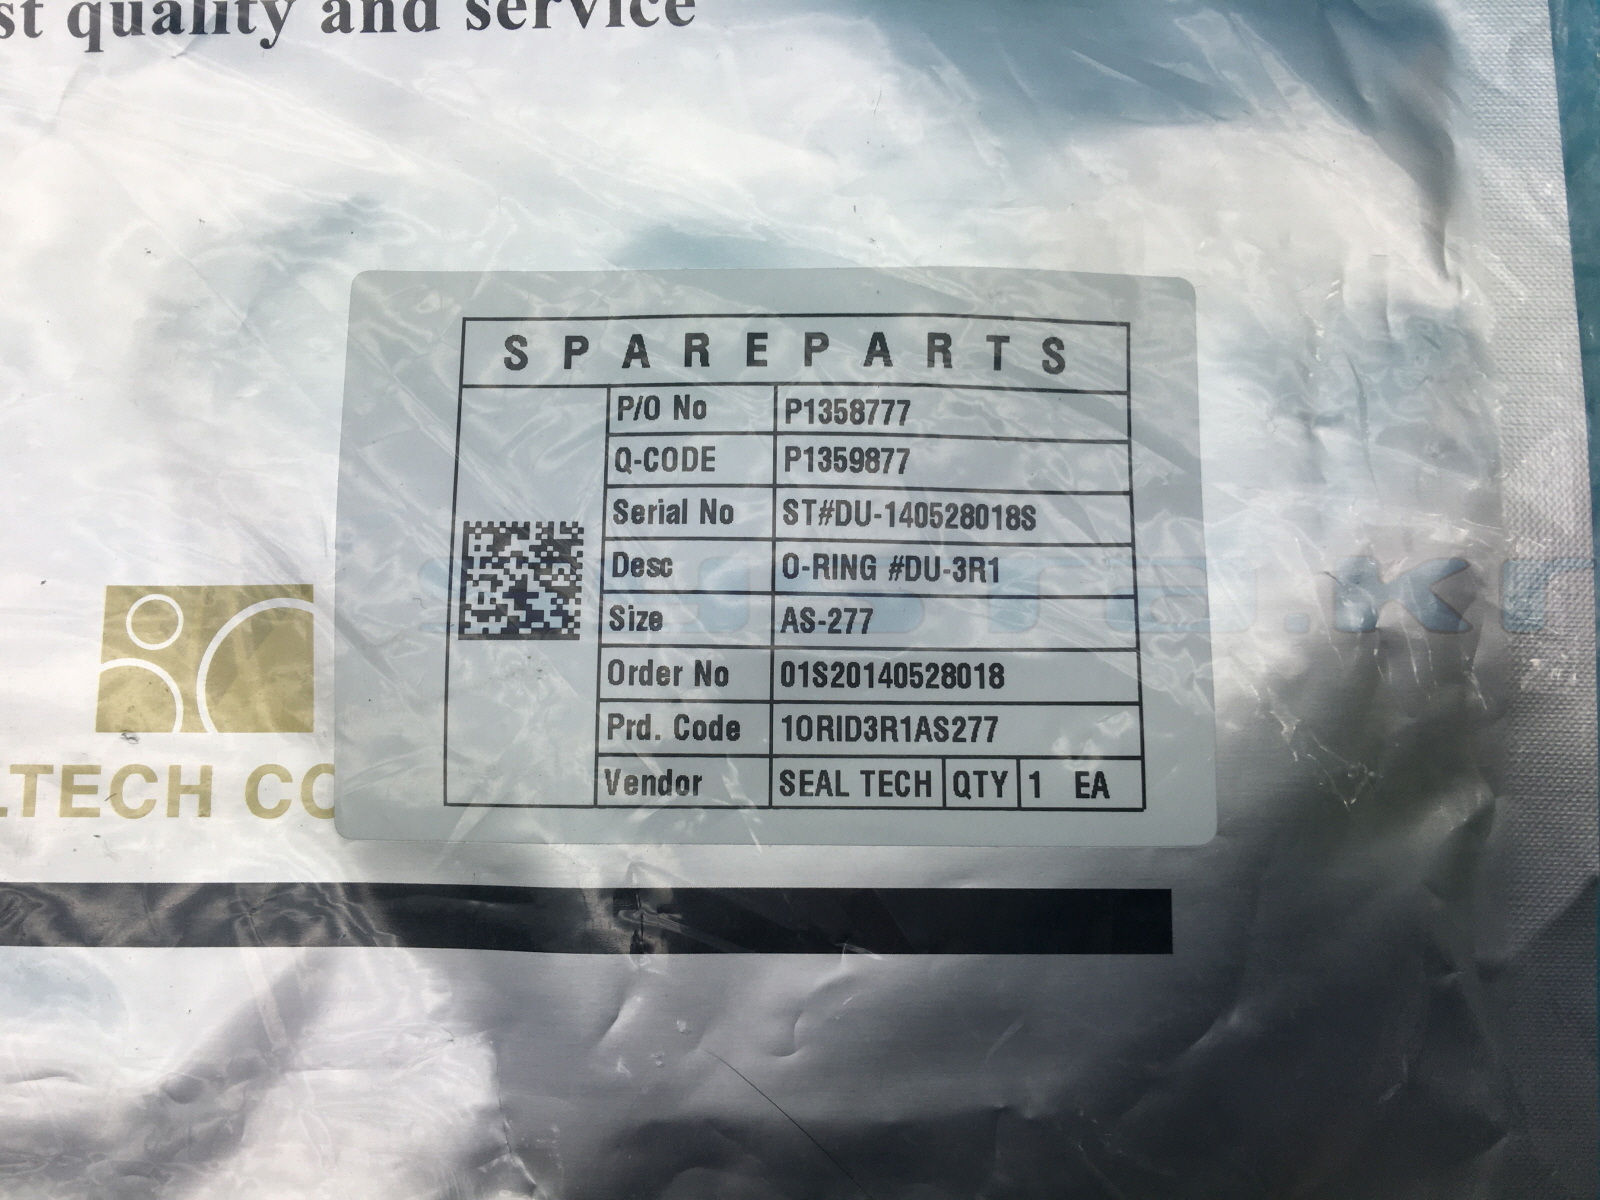 st quality and service
SPAREPARTS
P/O No P1358777
Q-CODE P1359877
Serial No ST#DU-140528018S
Desc O-RING #DU-3R1
Size AS-277
Order No 01S20140528018
Prd. Code 10RID3R1AS277
Vendor SEAL TECH QTY 1 EA
LTECH CO